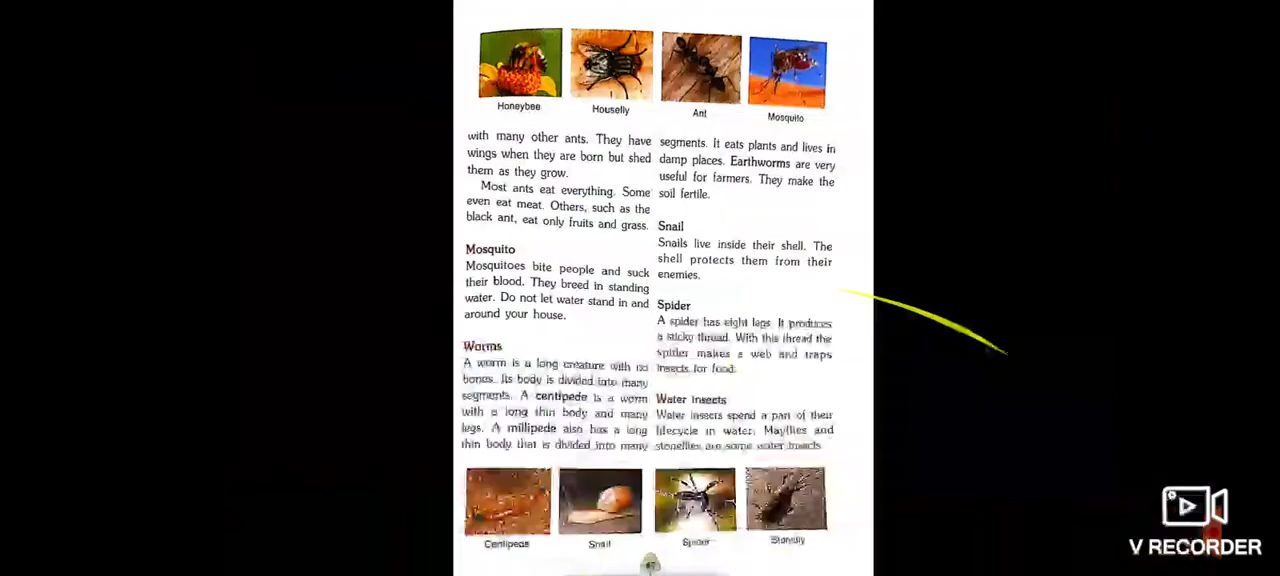 Honeybee
Houselly
Ant
Mosquito
with many other ants. They have
wings when they are born but shed
them as they grow.
Most ants eat everything. Some
even eat meat. Others, such as the
black ant, eat only fruits and grass.
Mosquito
Mosquitoes bite people and suck
their blood. They breed in standing
water. Do not let water stand in and
around your house.
Worms
A worm is a long creature with no
bones. Its body is divided into many
segments. A centipede is a worm
with a long thin body and many
legs. A millipede also has a long
thin body that is divided into many
segments. It eats plants and lives in
damp places. Earthworms are very
useful for farmers. They make the
soil fertile.
Snail
Snails live inside their shell. The
shell protects them from their
enemies.
Spider
A spider has eight legs. It produces
a sticky thread. With this thread the
spider makes a web and traps
insects for food.
Water Insects
Water insects spend a part of their
lifecycle in water. Mayflies and
stoneflies are some water insects
Centipede
Snail
Spider
Stonefly
V RECORDER